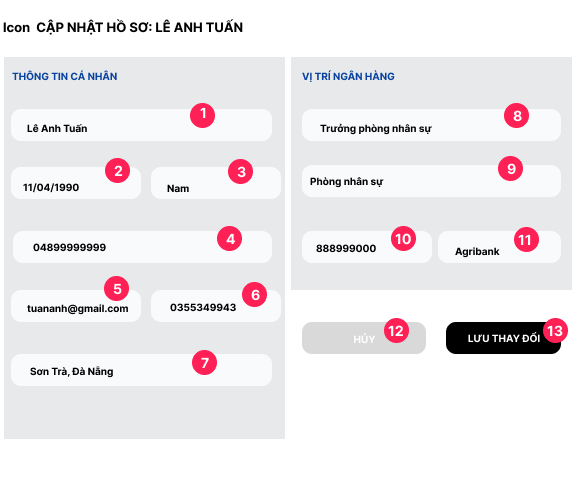 Icon CẬP NHẬT HỒ SƠ: LÊ ANH TUẤN
THÔNG TIN CÁ NHÂN
1
Lê Anh Tuấn
2
11/04/1990
3
Nam
4
04899999999
5
tuananh@gmail.com
6
0355349943
7
Sơn Trà, Đà Nẵng
VỊ TRÍ NGÂN HÀNG
8
Trưởng phòng nhân sự
9
Phòng nhân sự
10
888999000
11
Agribank
12
HỦY
13
LƯU THAY ĐỔI